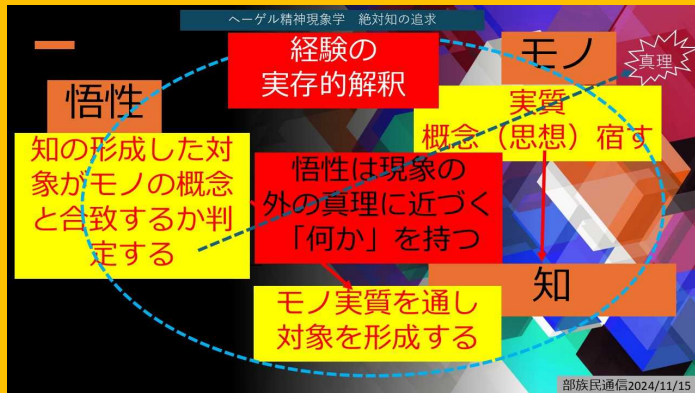 ヘーゲル精神現象学 絶対知の追求
経験の
実存的解釈
モノ
真理
悟性
実質
概念(思想)宿す
知の形成した対
象がモノの概念
と合致するか判
定する
悟性は現象の
外の真理に近づく
「何か」を持つ
知
モノ実質を通し
対象を形成する
部族民通信2024/11/15